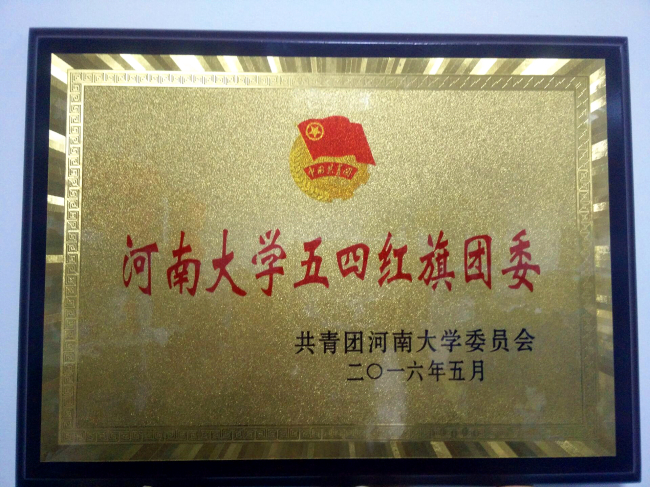 中国共青团
河南大学五四红旗团委
共青团河南大学委员会
二〇一六年五月